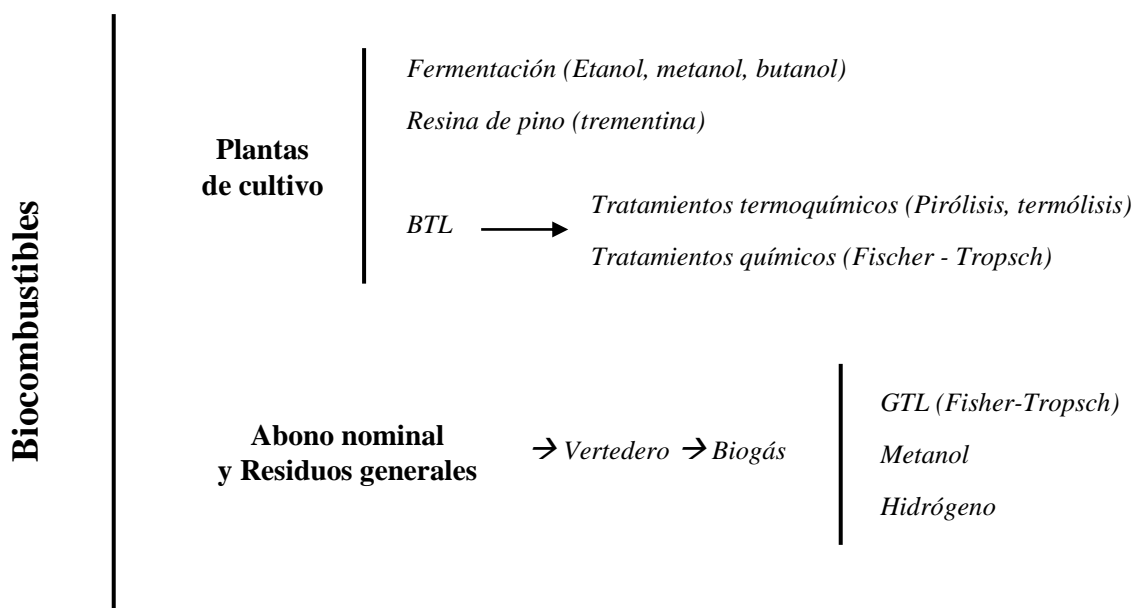 Biocombustibles
Plantas
de cultivo
Fermentación (Etanol, metanol, butanol)
Resina de pino (trementina)
BTL
Tratamientos termoquímicos (Pirólisis, termólisis)
Tratamientos químicos (Fischer - Tropsch)
Abono nominal
y Residuos generales
→ Vertedero → Biogás
GTL (Fisher-Tropsch)
Metanol
Hidrógeno